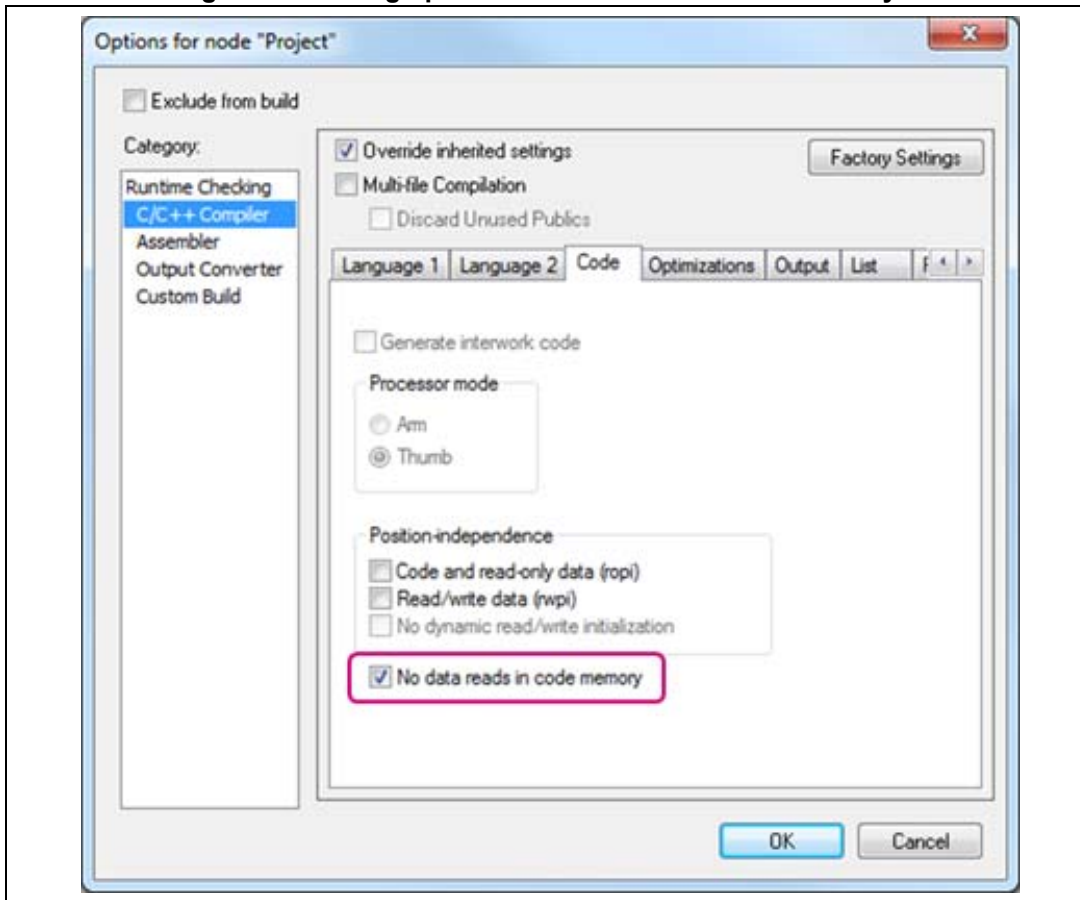 Options for node "Project"
Exclude from build
Category:
Runtime Checking
C/C++ Compiler
Assembler
Output Converter
Custom Build
Override inherited settings
Factory Settings
Multi-file Compilation
Discard Unused Publics
Language 1 Language 2 Code Optimizations Output List
Generate interwork code
Processor mode
Arm
Thumb
Position-independence
Code and read-only data (ropi)
Read/write data (rwpi)
No dynamic read/write initialization
No data reads in code memory
OK Cancel